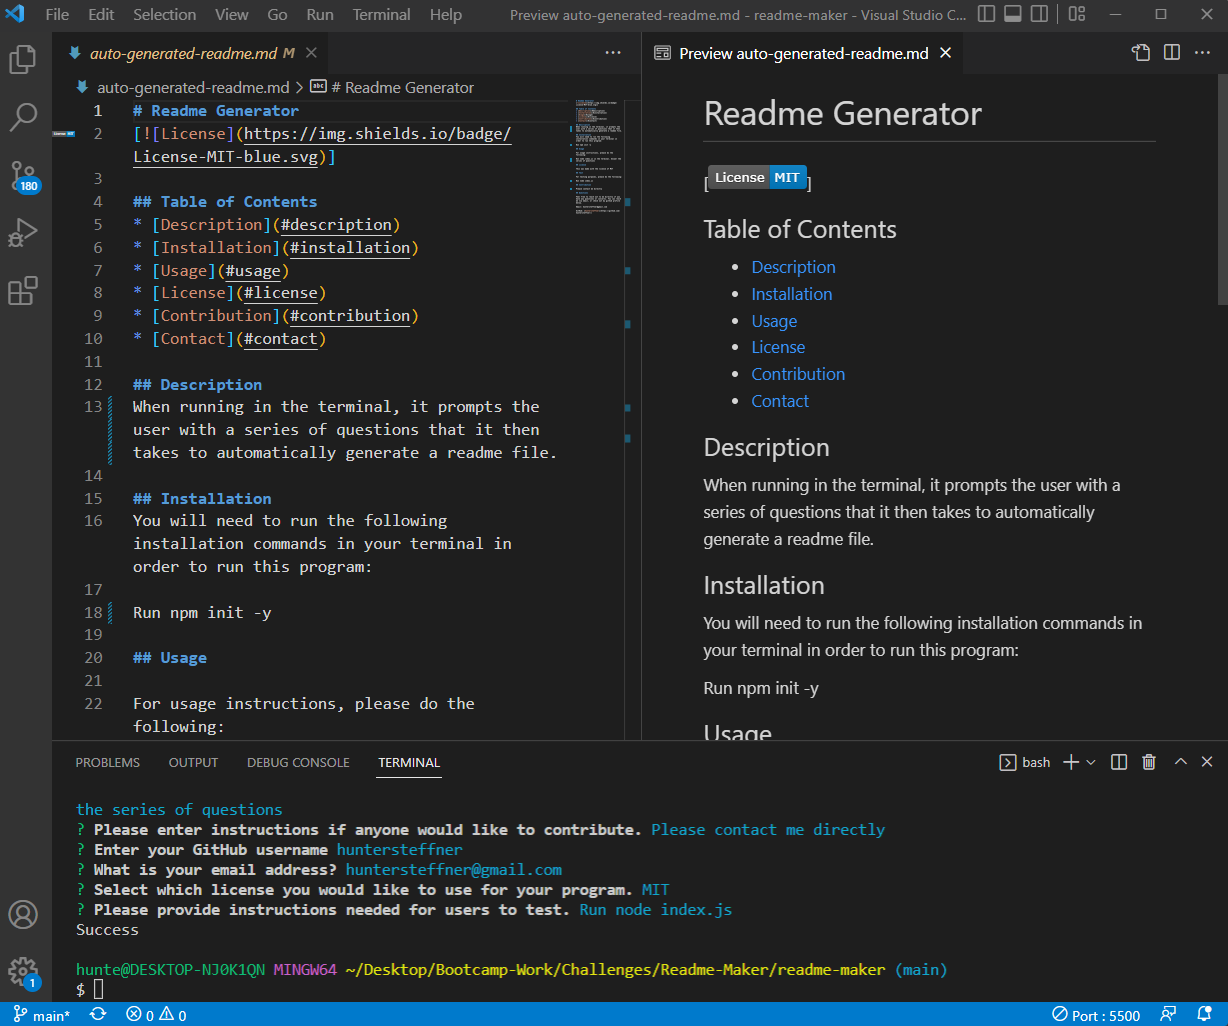 File Edit Selection View Go Run Terminal Help Preview auto-generated-readme.md - readme-maker - Visual Studio C...
auto-generated-readme.md M
Preview auto-generated-readme.md
auto-generated-readme.md > abc # Readme Generator
1 # Readme Generator
2 [![License](https://img.shields.io/badge/
License-MIT-blue.svg)]
3
4 ## Table of Contents
5 * [Description](#description)
6 * [Installation](#installation)
7 * [Usage](#usage)
8 * [License](#license)
9 * [Contribution](#contribution)
10 * [Contact](#contact)
11
12 ## Description
13 When running in the terminal, it prompts the
user with a series of questions that it then
takes to automatically generate a readme file.
14
15 ## Installation
16 You will need to run the following
installation commands in your terminal in
order to run this program:
17
18 Run npm init -y
19
20 ## Usage
21
22 For usage instructions, please do the
following:
Readme Generator
[License MIT]
Table of Contents
• Description
• Installation
• Usage
• License
• Contribution
• Contact
Description
When running in the terminal, it prompts the user with a
series of questions that it then takes to automatically
generate a readme file.
Installation
You will need to run the following installation commands in
your terminal in order to run this program:
Run npm init -y
Usage
180
PROBLEMS OUTPUT DEBUG CONSOLE TERMINAL
bash
the series of questions
? Please enter instructions if anyone would like to contribute. Please contact me directly
? Enter your GitHub username huntersteffner
? What is your email address? huntersteffner@gmail.com
? Select which license you would like to use for your program. MIT
? Please provide instructions needed for users to test. Run node index.js
Success
hunte@DESKTOP-NJ0K1QN MINGW64 ~/Desktop/Bootcamp-Work/Challenges/Readme-Maker/readme-maker (main)
$
1
main* 0 0 Port : 5500